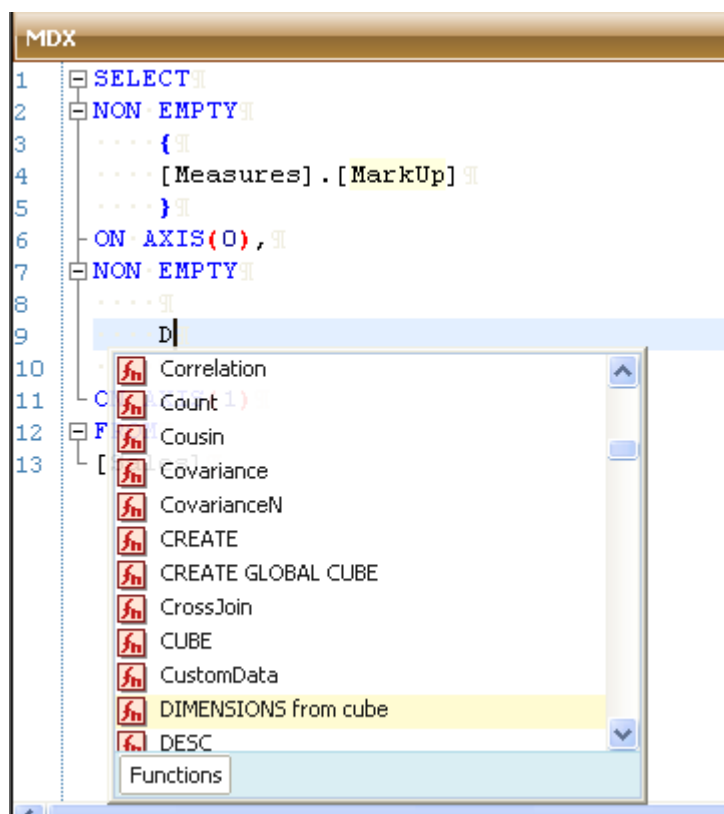 MDX
1 SELECT¶
2 NON·EMPTY¶
3 ····{¶
4 ····[Measures].[MarkUp]¶
5 ····}¶
6 ON·AXIS(0),¶
7 NON·EMPTY¶
8 ····¶
9 D
10
11
12
13
Correlation
Count
Cousin
Covariance
CovarianceN
CREATE
CREATE GLOBAL CUBE
CrossJoin
CUBE
CustomData
DIMENSIONS from cube
DESC
Functions